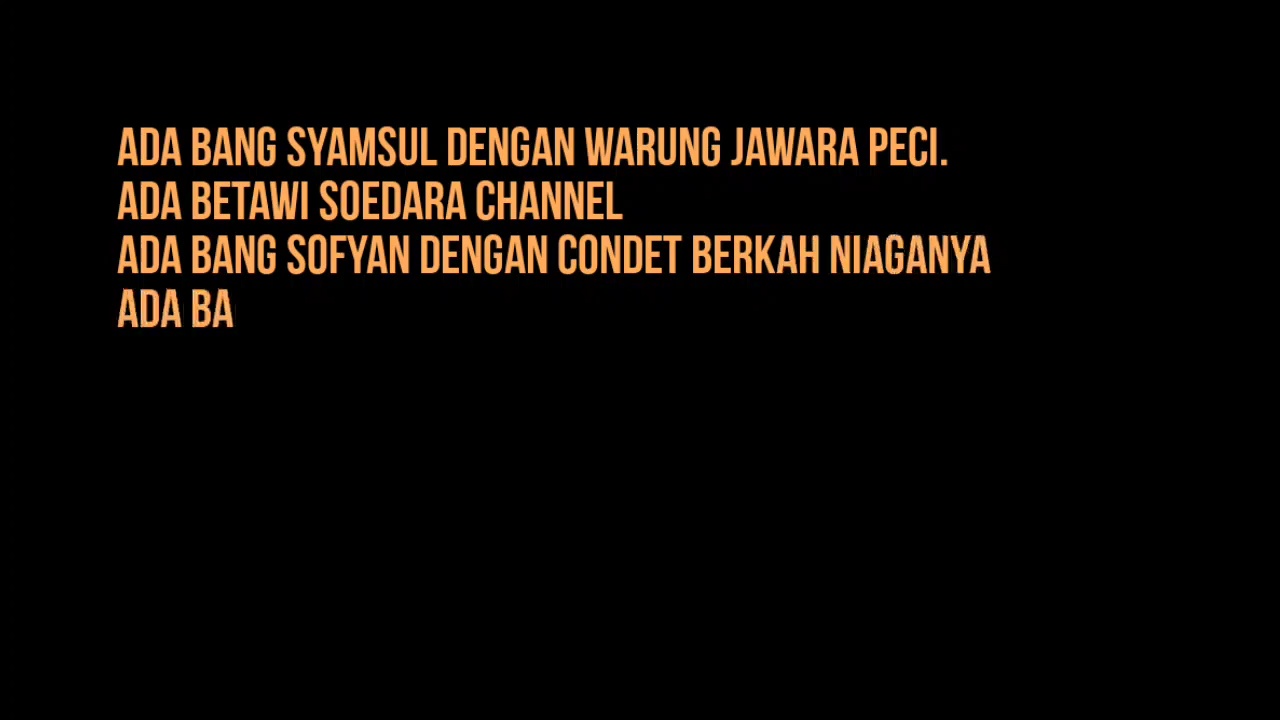 ADA BANG SYAMSUL DENGAN WARUNG JAWARA PECI.
ADA BETAWI SOEDARA CHANNEL
ADA BANG SOFYAN DENGAN CONDET BERKAH NIAGANYA
ADA BA